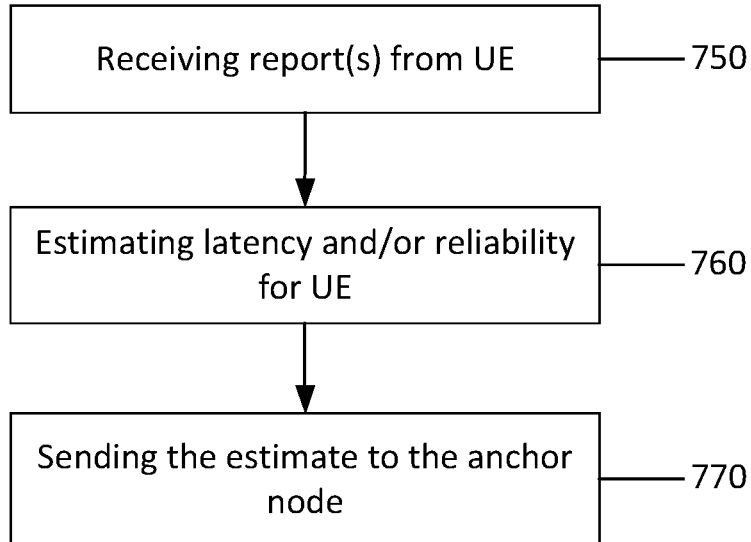 Receiving report(s) from UE
750
Estimating latency and/or reliability
for UE
760
Sending the estimate to the anchor
node
770